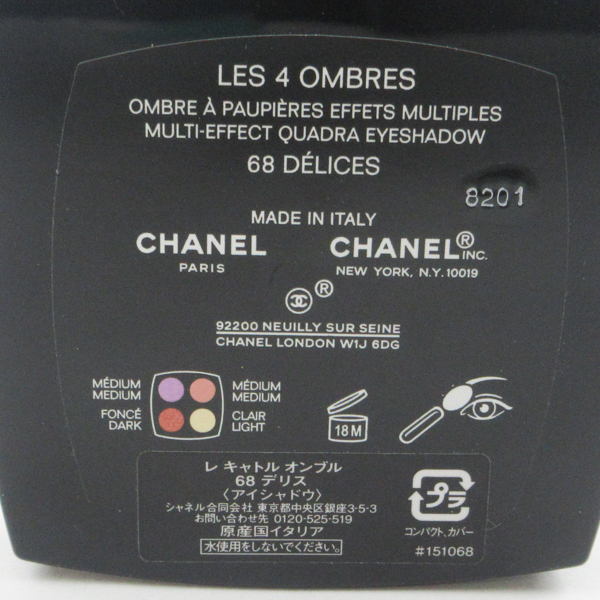 LES 4 OMBRES
OMBRE À PAUPIÈRES EFFETS MULTIPLES
MULTI-EFFECT QUADRA EYESHADOW
68 DÉLICES
8201
MADE IN ITALY
CHANEL CHANEL® INC.
PARIS NEW YORK, N.Y. 10019
®
92200 NEUILLY SUR SEINE
CHANEL LONDON W1J 6DG
MÉDIUM MÉDIUM
MEDIUM MEDIUM
FONCÉ CLAIR
DARK LIGHT
18 M
レ キャトル オンブル
68 デリス
〈アイシャドウ〉
シャネル合同会社 東京都中央区銀座3-5-3
お問い合わせ先 0120-525-519
原産国イタリア
水使用をしないでください。
プラ
コンパクト、カバー
#151068